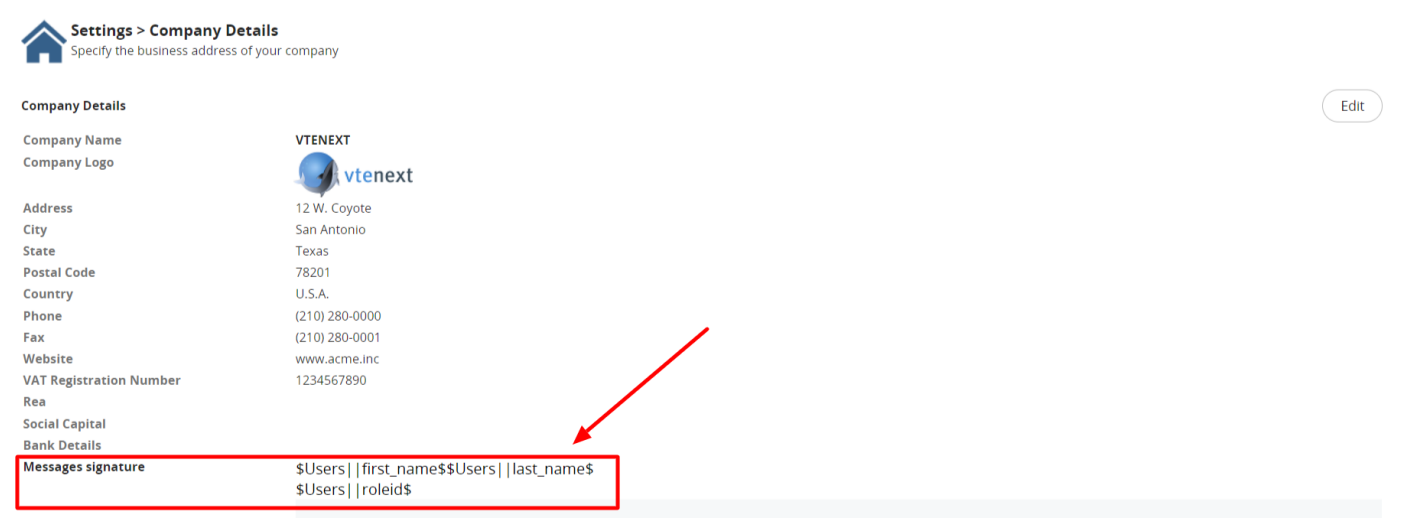 Settings > Company Details
Specify the business address of your company
Company Details
Edit
Company Name VTENEXT
Company Logo vtenext
Address 12 W. Coyote
City San Antonio
State Texas
Postal Code 78201
Country U.S.A.
Phone (210) 280-0000
Fax (210) 280-0001
Website www.acme.inc
VAT Registration Number 1234567890
Rea
Social Capital
Bank Details
Messages signature $Users||first_name$$Users||last_name$
$Users||roleid$